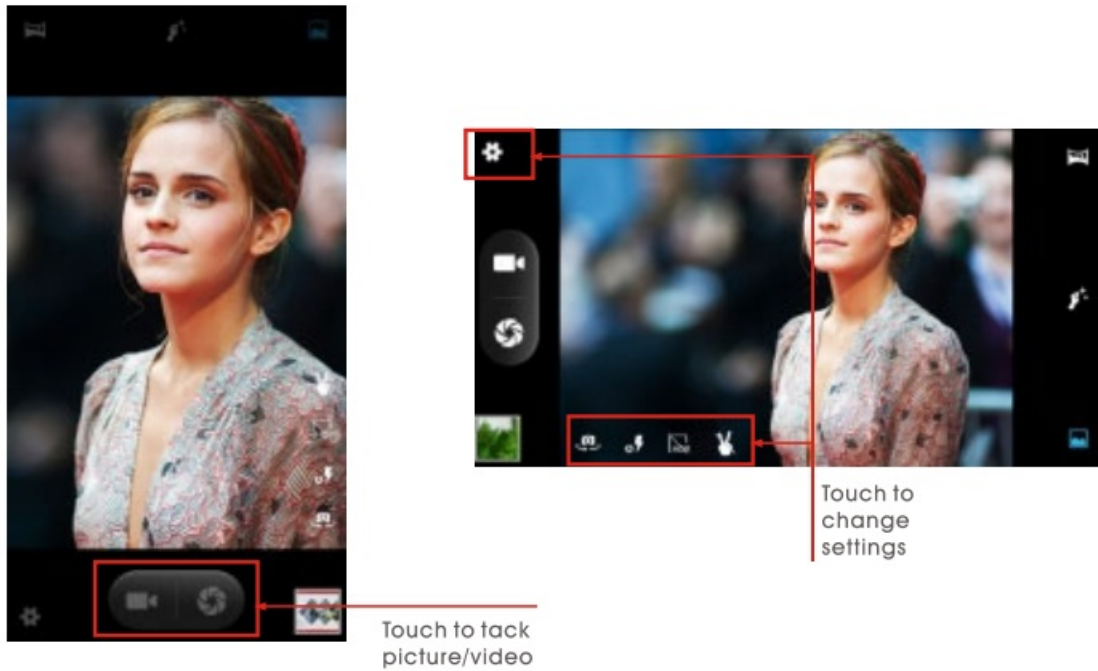 Touch to tack
picture/video
Touch to
change
settings